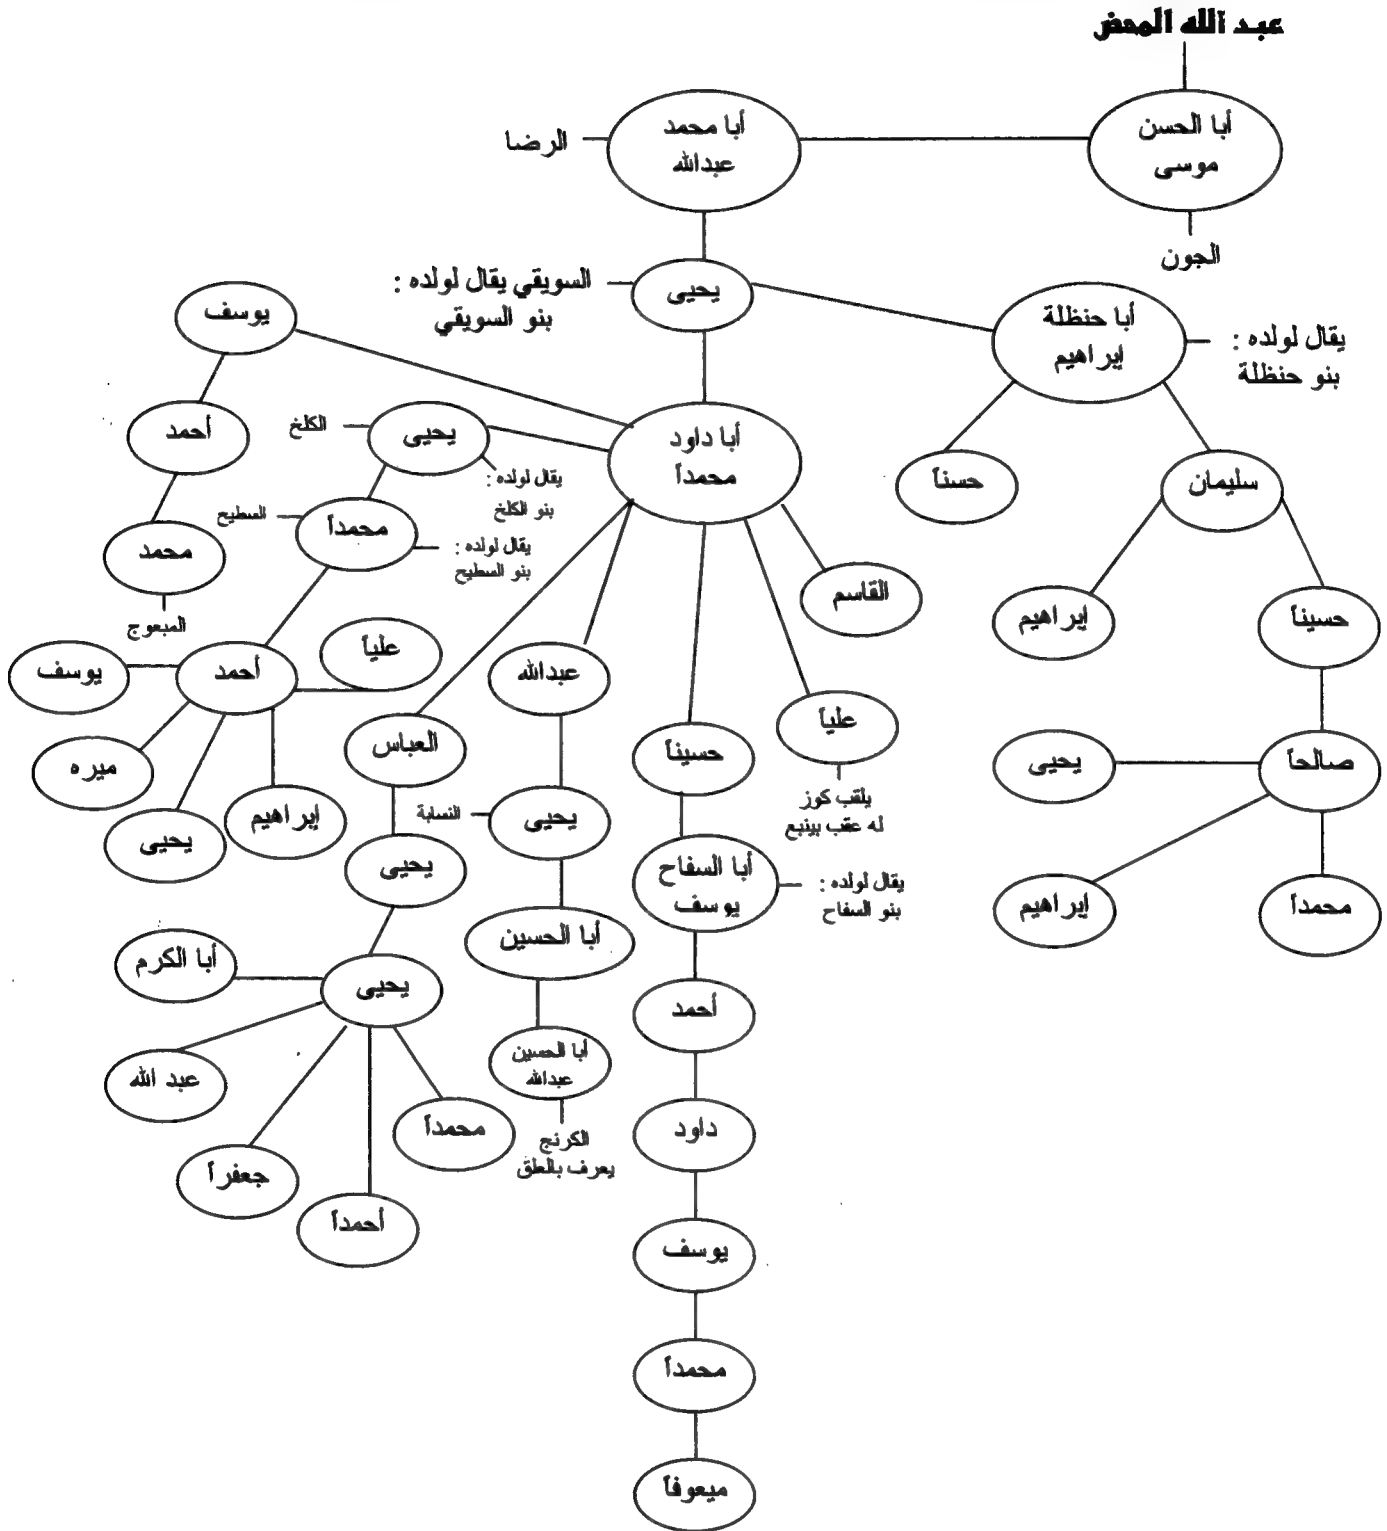 عبد الله المحض
أبا الحسن
موسى
الجون
أبا محمد
عبدالله
الرضا
يحيى
السويقي يقال لولده :
بنو السويقي
أبا حنظلة
إبراهيم
يقال لولده :
بنو حنظلة
حسناً
سليمان
إبراهيم
حسيناً
صالحاً
يحيى
إبراهيم
محمداً
أبا داود
محمداً
القاسم
علياً
يلقب كوز
له عقب بينبع
حسيناً
أبا السفاح
يوسف
يقال لولده :
بنو السفاح
أحمد
داود
يوسف
محمداً
ميعوفاً
عبدالله
يحيى
النسابة
أبا الحسين
أبا الحسين
عبدالله
الكرنج
يعرف بالعلق
العباس
يحيى
يحيى
أبا الكرم
عبد الله
جعفراً
أحمداً
محمداً
يحيى
الكلخ
يقال لولده :
بنو الكلخ
محمداً
السطيح
يقال لولده :
بنو السطيح
أحمد
علياً
إبراهيم
يحيى
ميره
يوسف
يوسف
أحمد
محمد
المبعوج